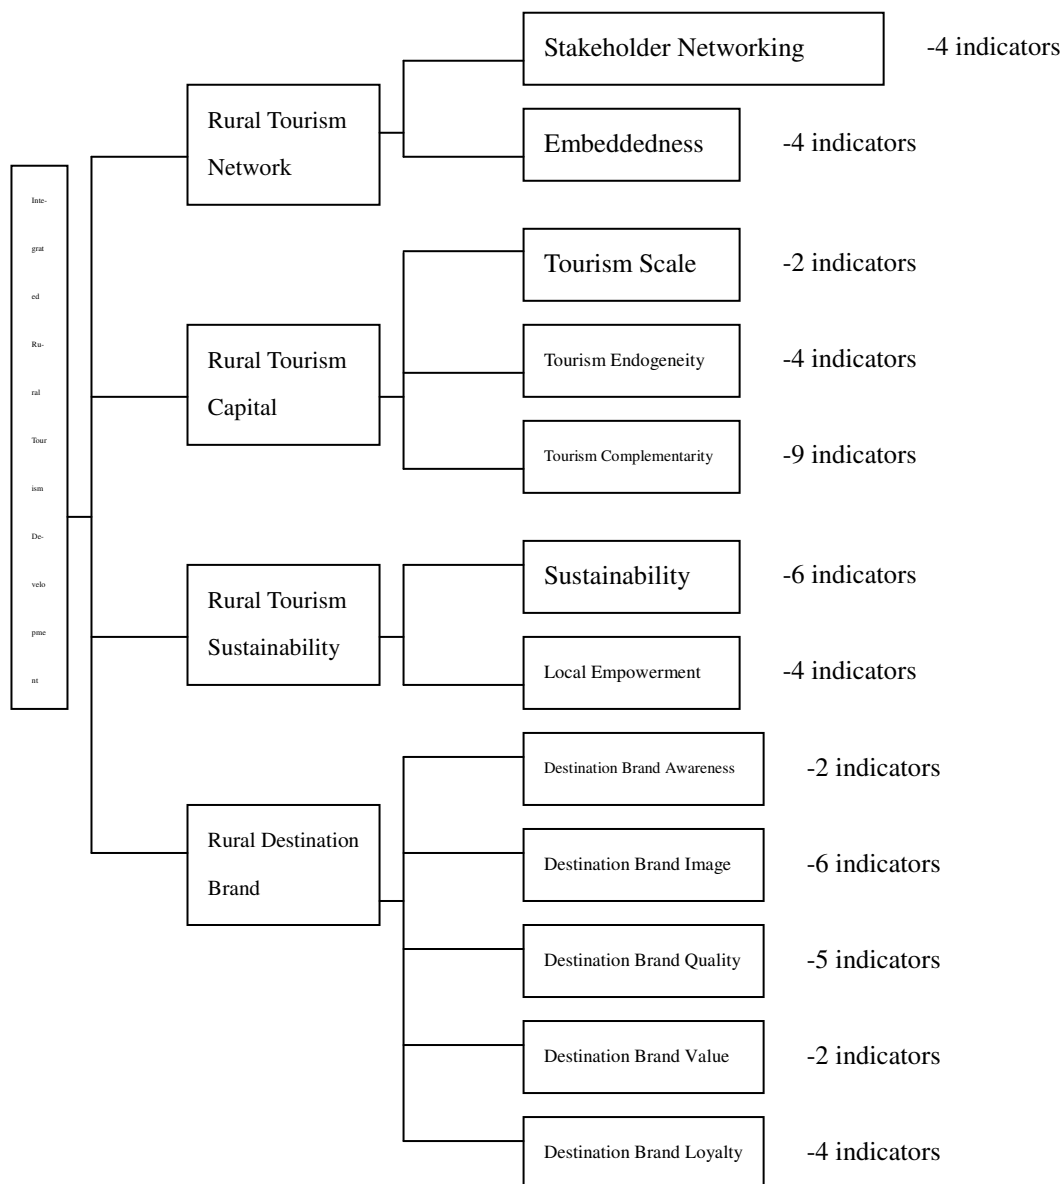 Stakeholder Networking
-4 indicators
Rural Tourism
Network
Embeddedness
-4 indicators
Inte-
grat
ed
Ru-
ral
Tour
ism
De-
velo
pme
nt
Tourism Scale
-2 indicators
Rural Tourism
Capital
Tourism Endogeneity
-4 indicators
Tourism Complementarity
-9 indicators
Rural Tourism
Sustainability
Sustainability
-6 indicators
Local Empowerment
-4 indicators
Rural Destination
Brand
Destination Brand Awareness
-2 indicators
Destination Brand Image
-6 indicators
Destination Brand Quality
-5 indicators
Destination Brand Value
-2 indicators
Destination Brand Loyalty
-4 indicators